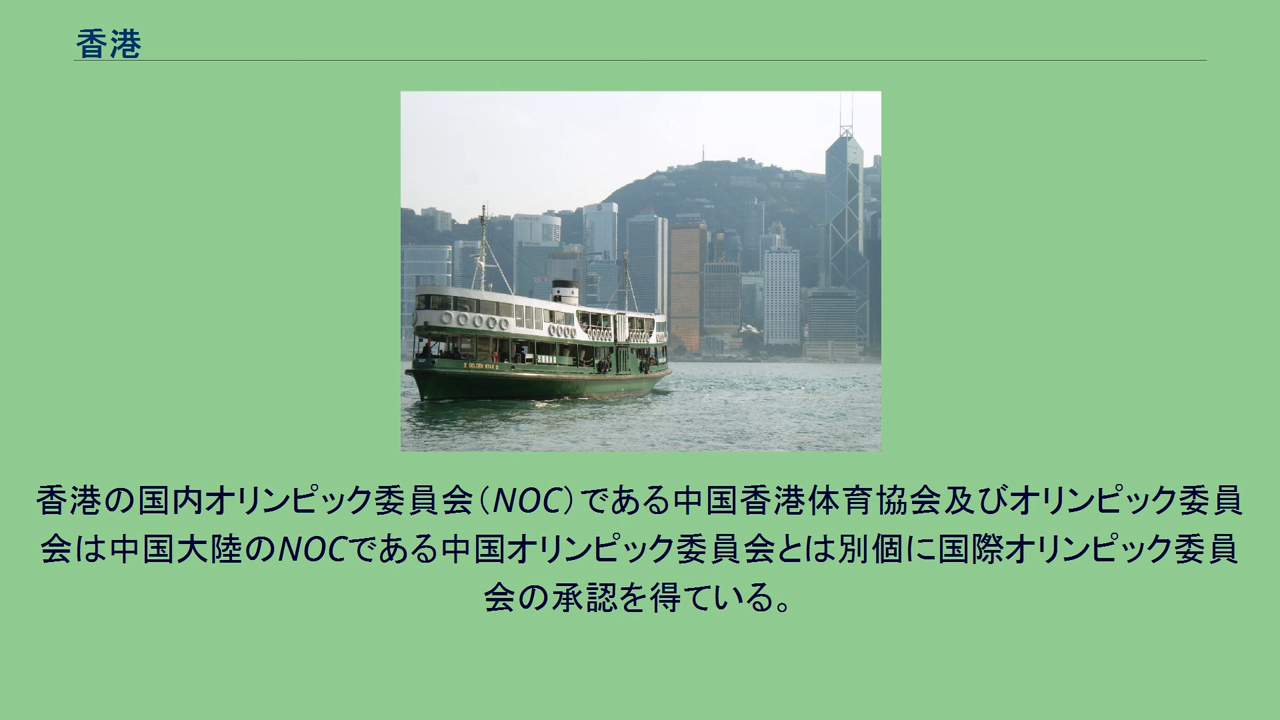 香港
香港の国内オリンピック委員会（NOC）である中国香港体育協会及びオリンピック委員
会は中国大陸のNOCである中国オリンピック委員会とは別個に国際オリンピック委員
会の承認を得ている。